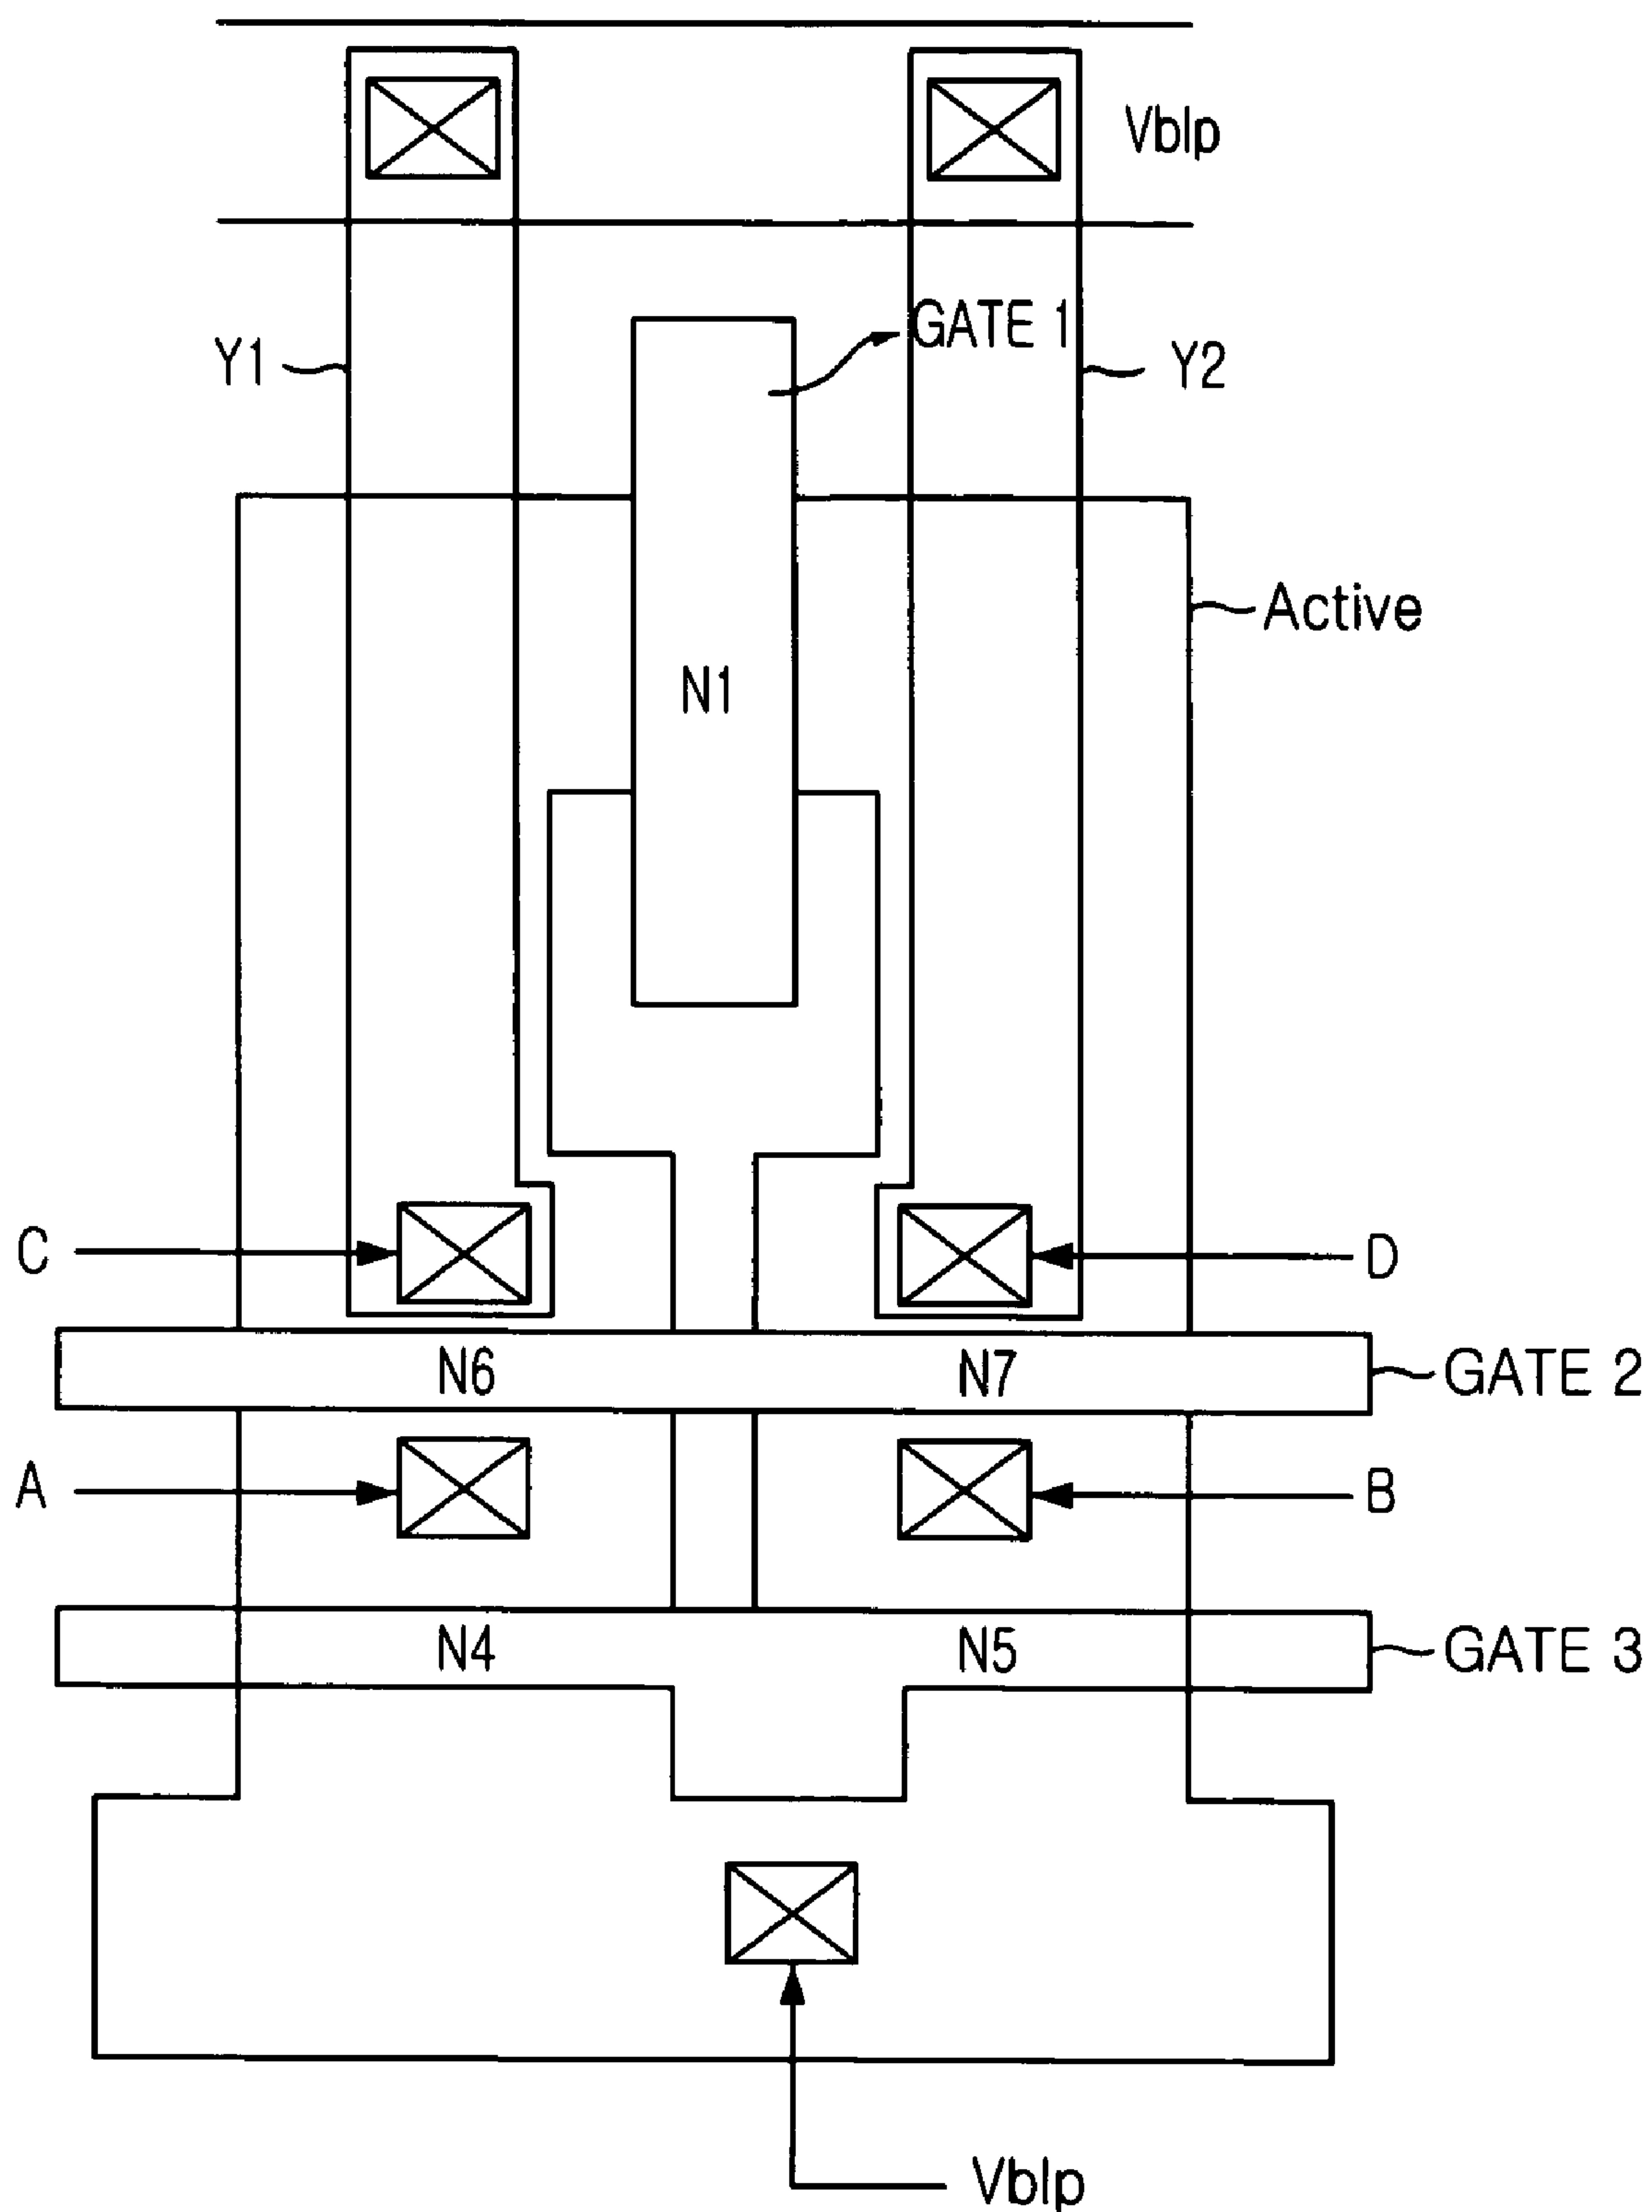 Vblp
GATE 1
Y1
Y2
Active
N1
C
D
N6
N7
GATE 2
A
B
N4
N5
GATE 3
Vblp